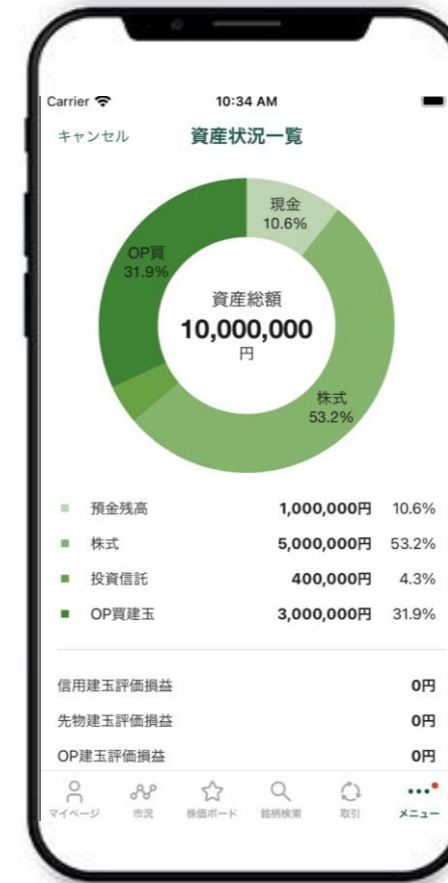 Carrier 10:34 AM
キャンセル 資産状況一覧
現金
10.6%
OP買
31.9%
資産総額
10,000,000
円
株式
53.2%
預金残高 1,000,000円 10.6%
株式 5,000,000円 53.2%
投資信託 400,000円 4.3%
OP買建玉 3,000,000円 31.9%
信用建玉評価損益 0円
先物建玉評価損益 0円
OP建玉評価損益 0円
マイページ 市況 株価ボード 銘柄検索 取引 メニュー